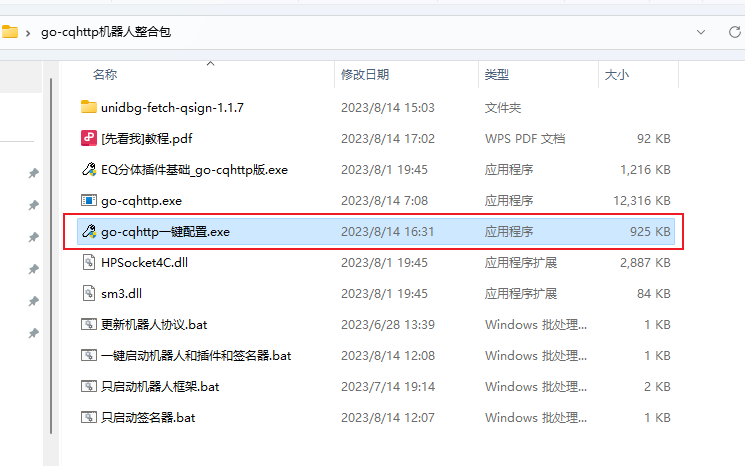 go-cqhttp机器人整合包
名称 修改日期 类型 大小
unidbg-fetch-qsign-1.1.7 2023/8/14 15:03 文件夹
[先看我]教程.pdf 2023/8/14 17:02 WPS PDF 文档 92 KB
EQ分体插件基础_go-cqhttp版.exe 2023/8/1 19:45 应用程序 1,216 KB
go-cqhttp.exe 2023/8/14 7:08 应用程序 12,316 KB
go-cqhttp一键配置.exe 2023/8/14 16:31 应用程序 925 KB
HPSocket4C.dll 2023/8/1 19:45 应用程序扩展 2,887 KB
sm3.dll 2023/8/1 19:45 应用程序扩展 84 KB
更新机器人协议.bat 2023/6/28 13:39 Windows 批处理... 1 KB
一键启动机器人和插件和签名器.bat 2023/8/14 12:08 Windows 批处理... 1 KB
只启动机器人框架.bat 2023/7/14 19:14 Windows 批处理... 2 KB
只启动签名器.bat 2023/8/14 12:07 Windows 批处理... 1 KB